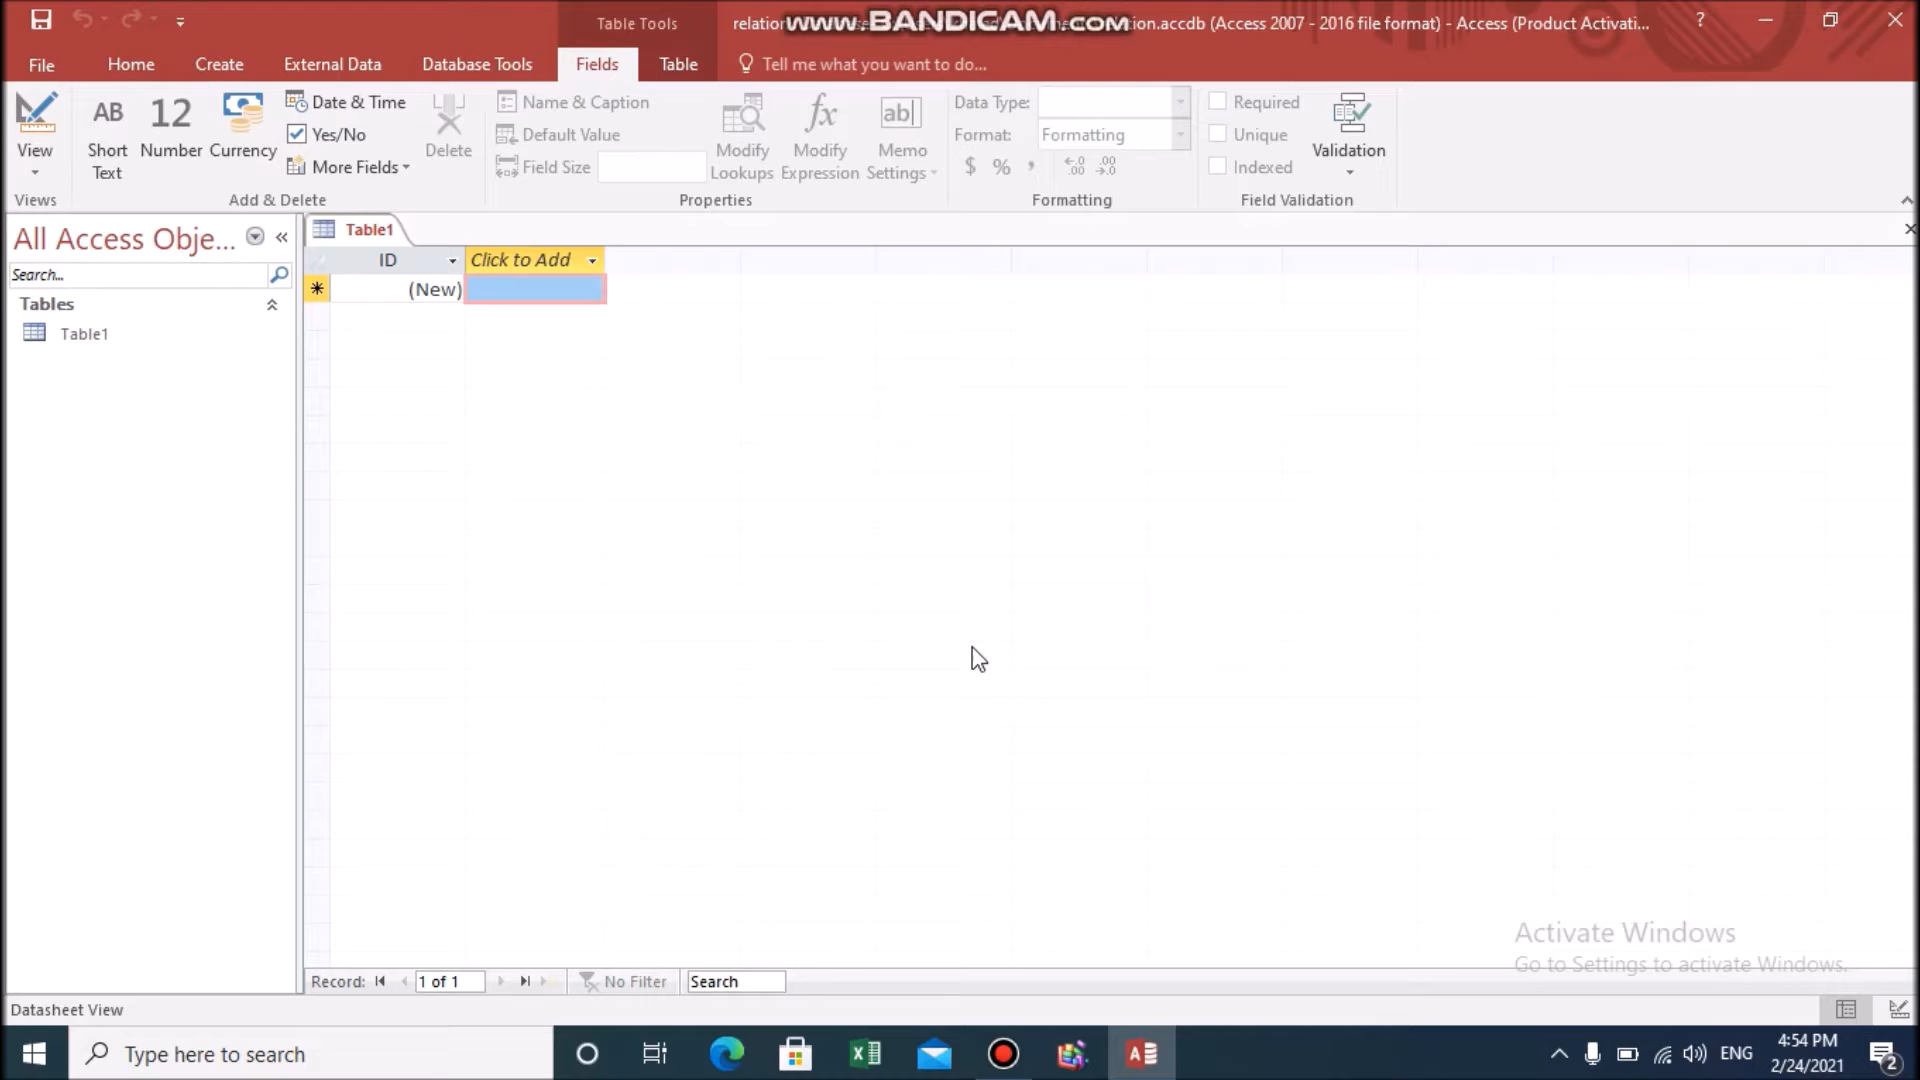 Table Tools
relation
www.BANDICAM.com
ion.accdb (Access 2007 - 2016 file format) - Access (Product Activati...
?
File
Home
Create
External Data
Database Tools
Fields
Table
Tell me what you want to do...
View
AB
Short
Text
12
Number
Currency
Date & Time
Yes/No
More Fields
Delete
Name & Caption
Default Value
Field Size
Modify
Lookups
fx
Modify
Expression
ab|
Memo
Settings
Data Type:
Format:
Formatting
$ % ,
←.0
.00
.00
→.0
Required
Unique
Indexed
Validation
Views
Add & Delete
Properties
Formatting
Field Validation
All Access Obje... «
Search...
Tables
Table1
Table1
ID
Click to Add
(New)
Activate Windows
Go to Settings to activate Windows.
Record:
1 of 1
No Filter
Search
Datasheet View
Type here to search
ENG
4:54 PM
2/24/2021
2